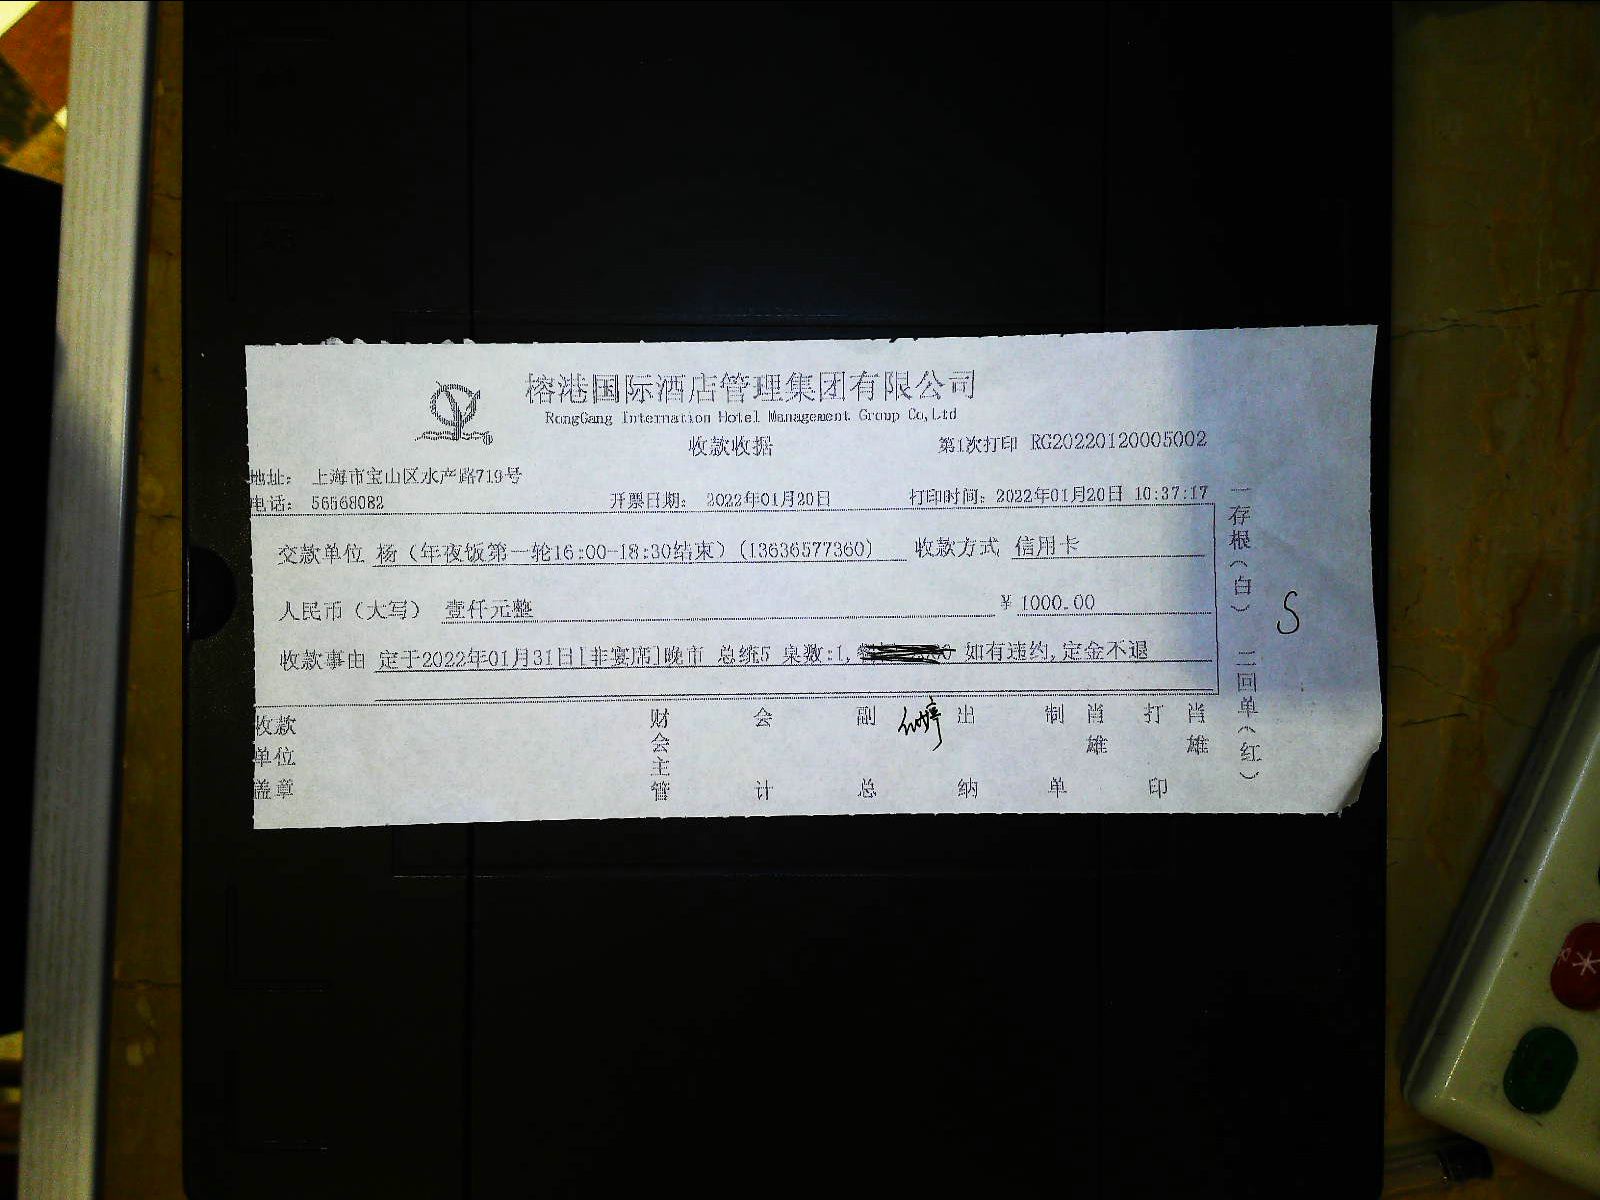 榕港国际酒店管理集团有限公司
RongGang Internation Hotel Management Group Co,Ltd
收款收据 第1次打印 RG20220120005002
地址： 上海市宝山区水产路719号
电话： 56568082 开票日期： 2022年01月20日 打印时间：2022年01月20日 10:37:17
交款单位 杨（年夜饭第一轮16:00-18:30结束）(13636577360) 收款方式 信用卡
人民币（大写） 壹仟元整 ¥ 1000.00
收款事由 定于2022年01月31日[非宴席]晚市 总统5 桌数:1, 如有违约,定金不退
收款单位盖章 财会主管 会计 副总 出纳 制单 肖雄 打印 肖雄
一存根（白） 二回单（红）
S